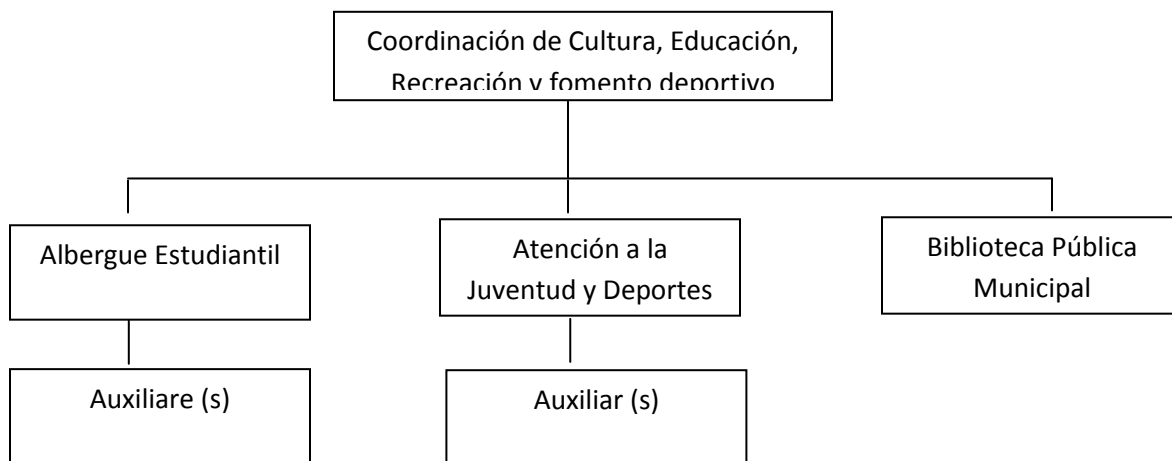 Coordinación de Cultura, Educación,
Recreación y fomento deportivo
Albergue Estudiantil
Atención a la
Juventud y Deportes
Biblioteca Pública
Municipal
Auxiliare (s)
Auxiliar (s)